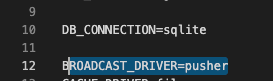 9
10 DB_CONNECTION=sqlite
11
12 BROADCAST_DRIVER=pusher